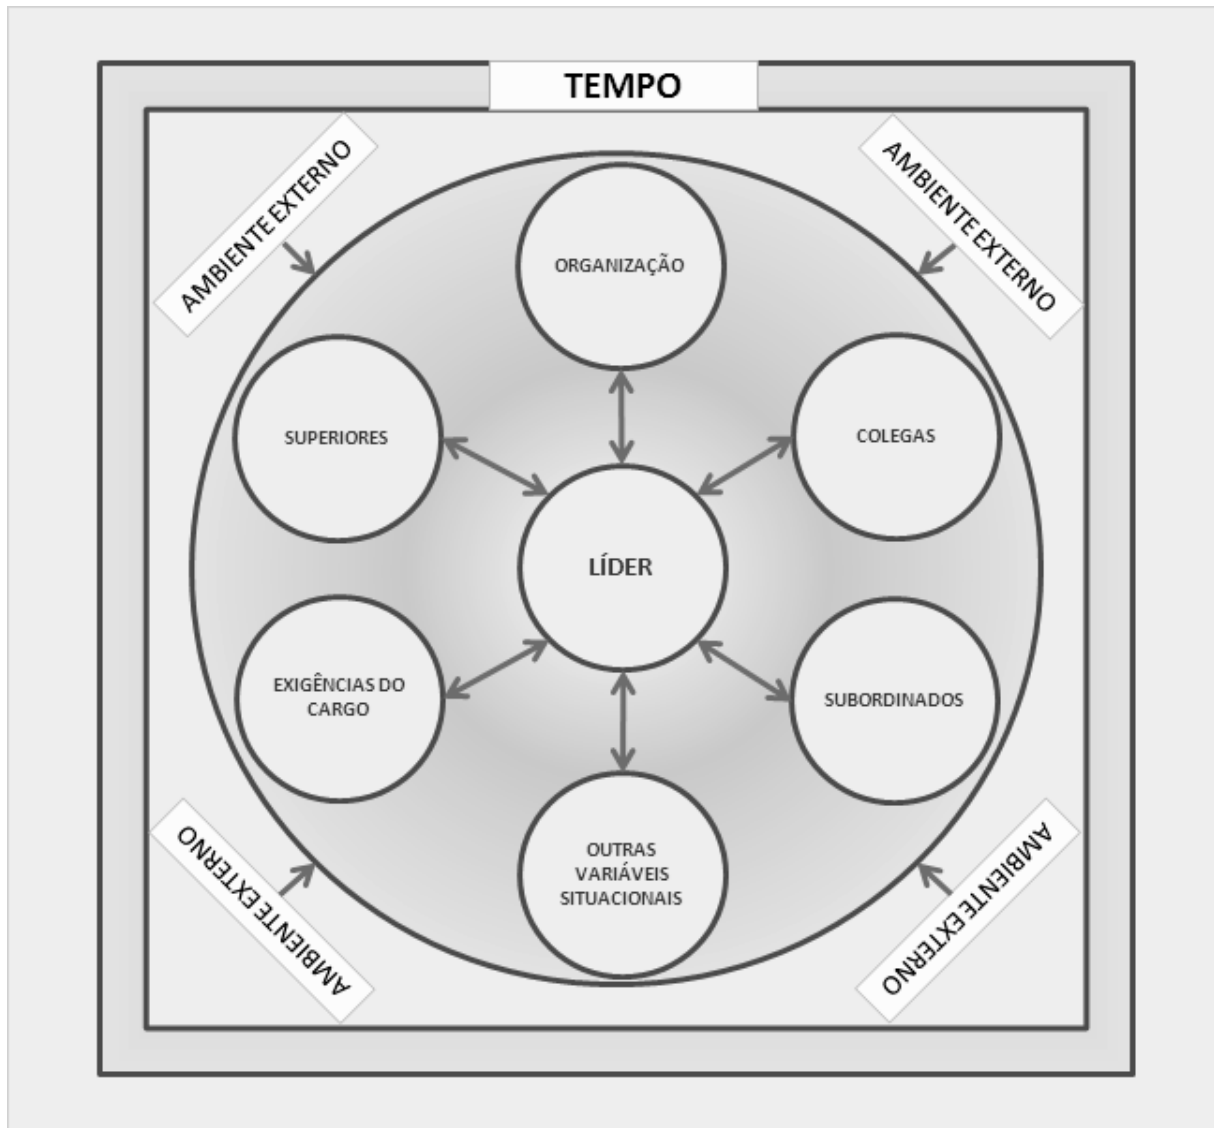 TEMPO
AMBIENTE EXTERNO
AMBIENTE EXTERNO
ORGANIZAÇÃO
SUPERIORES
COLEGAS
LÍDER
EXIGÊNCIAS DO
CARGO
SUBORDINADOS
OUTRAS
VARIÁVEIS
SITUACIONAIS
AMBIENTE EXTERNO
AMBIENTE EXTERNO